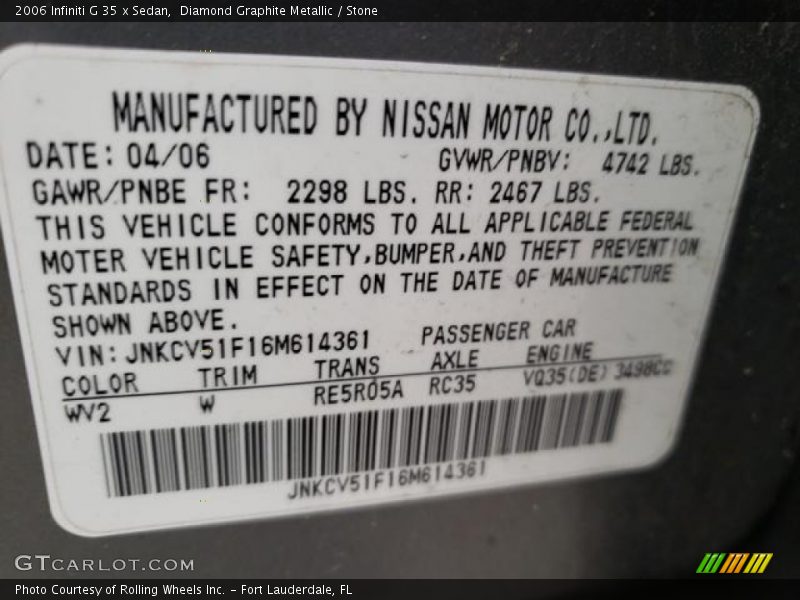 2006 Infiniti G 35 x Sedan,  Diamond Graphite Metallic / Stone
MANUFACTURED BY NISSAN MOTOR CO.,LTD.
DATE: 04/06 GVWR/PNBV: 4742 LBS.
GAWR/PNBE FR: 2298 LBS. RR: 2467 LBS.
THIS VEHICLE CONFORMS TO ALL APPLICABLE FEDERAL
MOTER VEHICLE SAFETY,BUMPER,AND THEFT PREVENTION
STANDARDS IN EFFECT ON THE DATE OF MANUFACTURE
SHOWN ABOVE.
VIN: JNKCV51F16M614361 PASSENGER CAR
COLOR TRIM TRANS AXLE ENGINE
WV2 W RE5R05A RC35 VQ35(DE) 3498CC
JNKCV51F16M614361
GTCARLOT.COM
Photo Courtesy of Rolling Wheels Inc. – Fort Lauderdale, FL